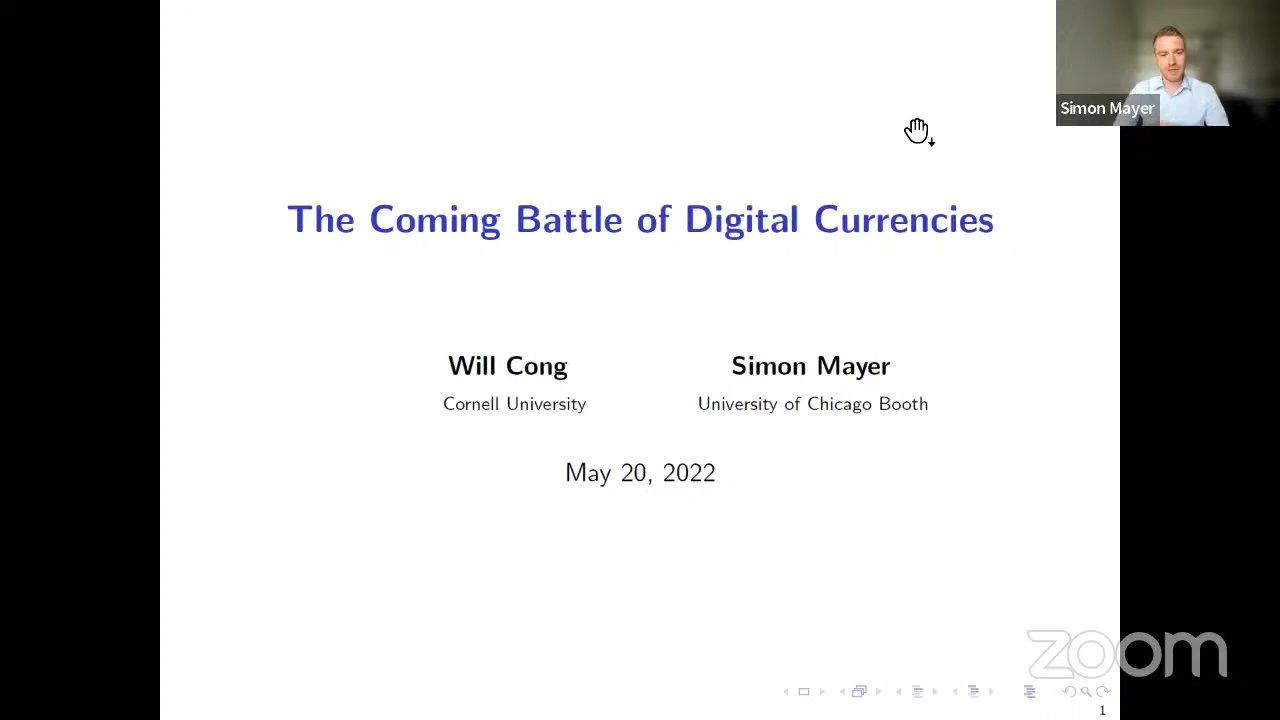 Simon Mayer
The Coming Battle of Digital Currencies
Will Cong
Simon Mayer
Cornell University
University of Chicago Booth
May 20, 2022
zoom
1